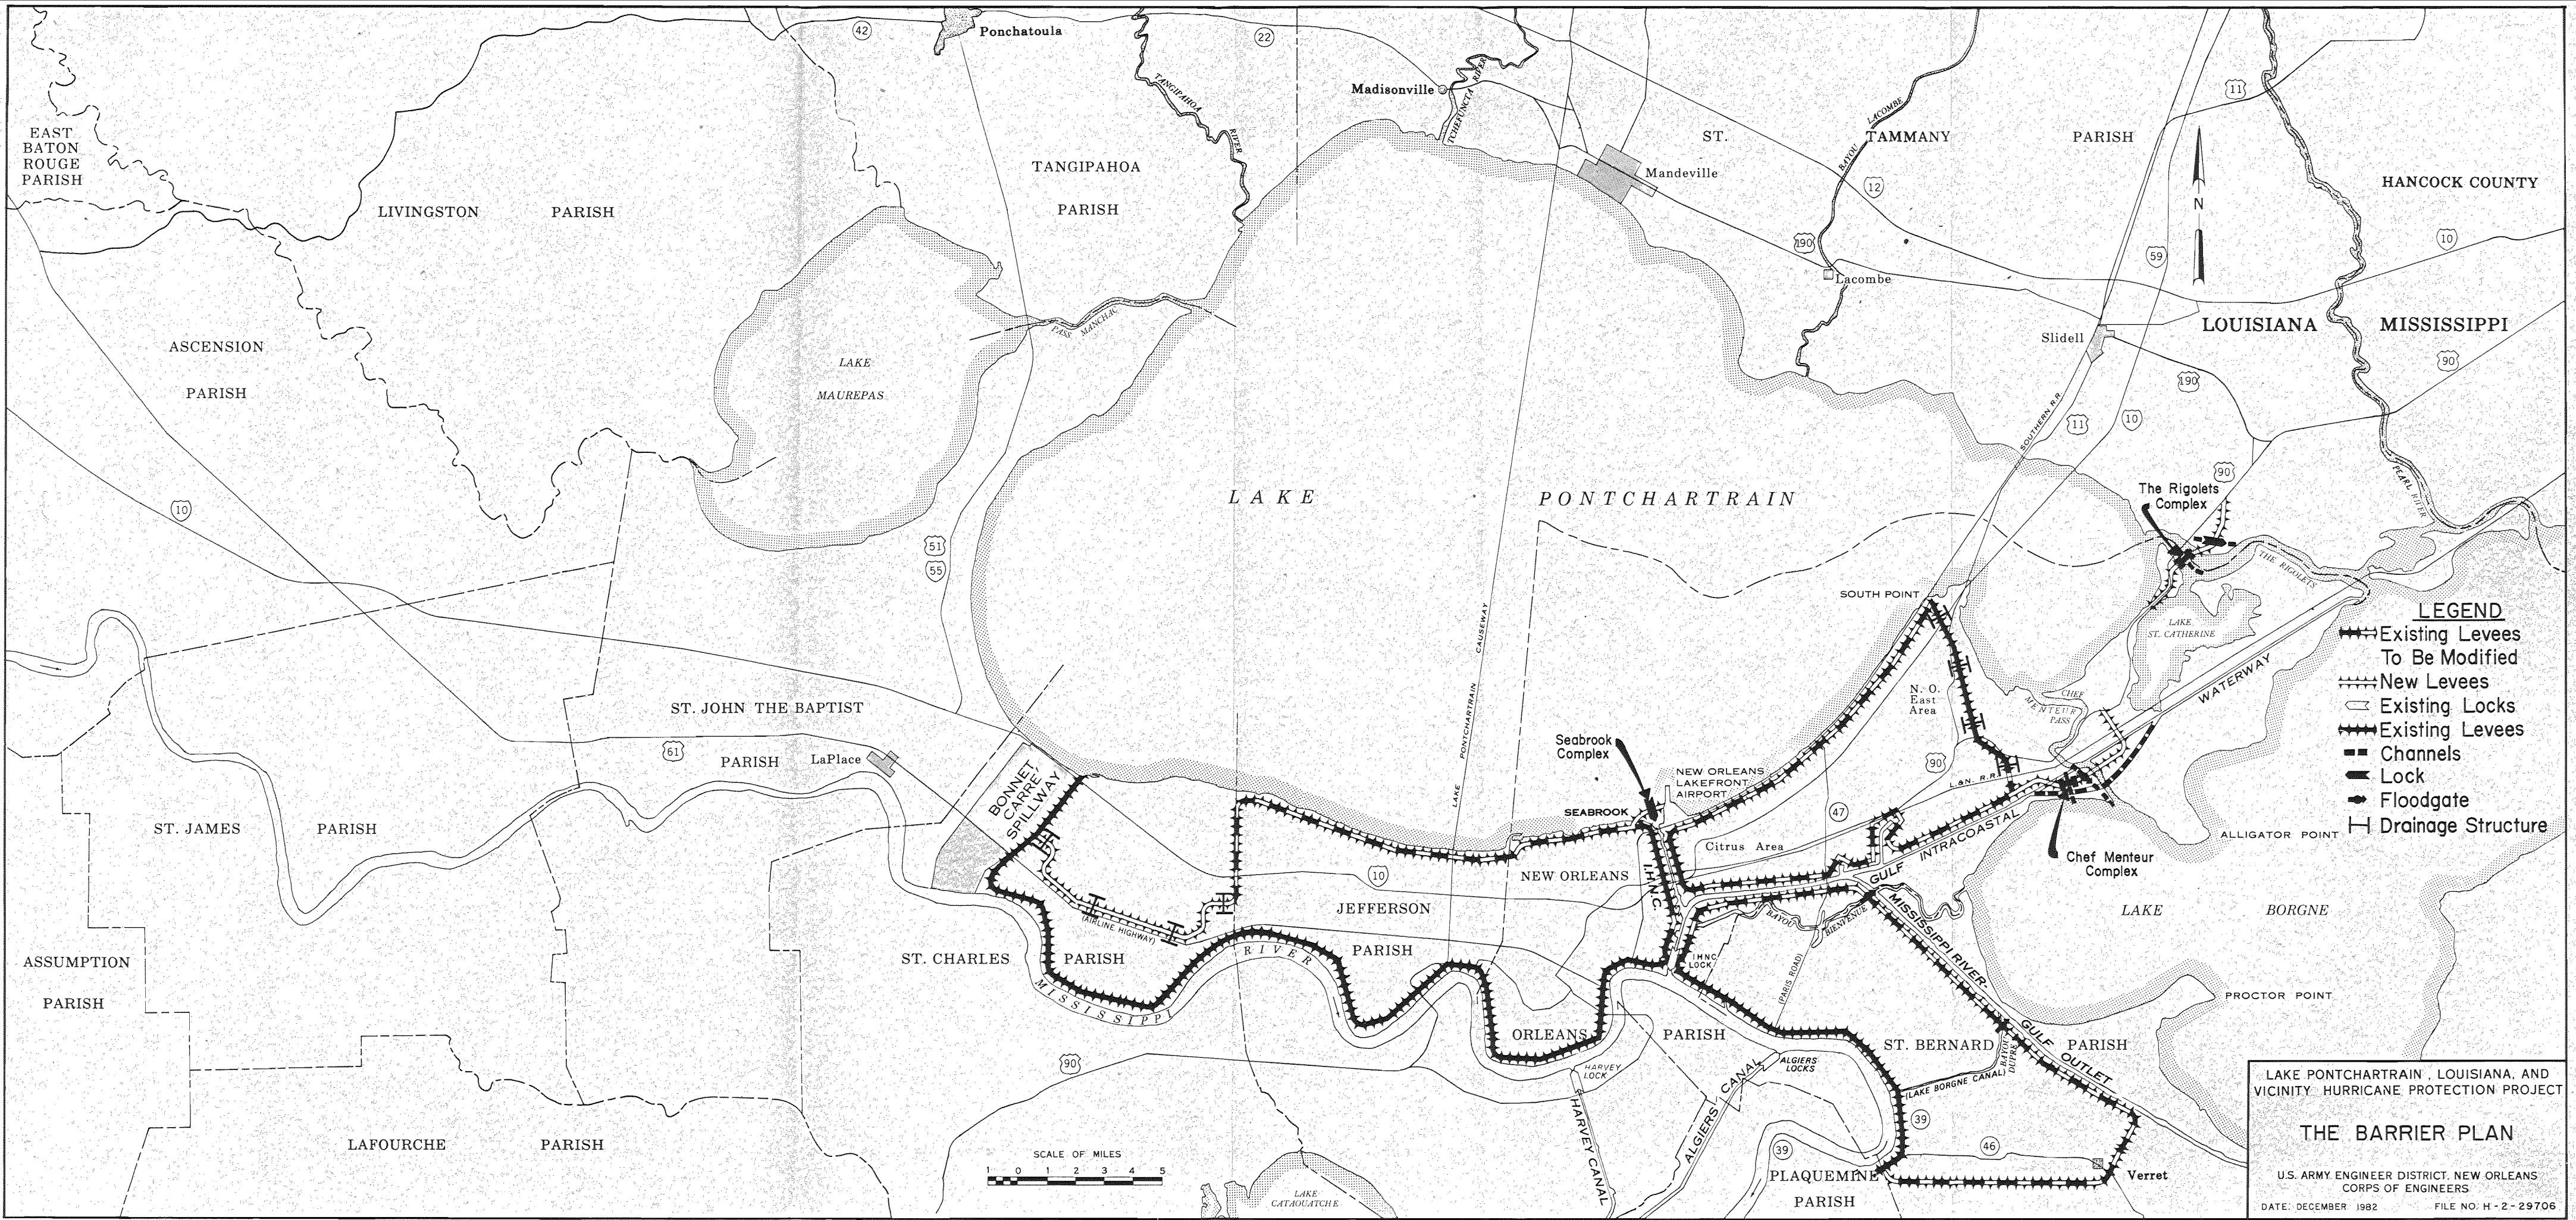 42
Ponchatoula
22
TANGIPAHOA
RIVER
Madisonville
TCHEFUNCTA
RIVER
LACOMBE
BAYOU
11
EAST
BATON
ROUGE
PARISH
ST.
TAMMANY
PARISH
TANGIPAHOA
PARISH
Mandeville
12
HANCOCK COUNTY
N
LIVINGSTON
PARISH
190
59
10
Lacombe
PASS MANCHAC
LOUISIANA
MISSISSIPPI
Slidell
90
190
ASCENSION
PARISH
LAKE
MAUREPAS
SOUTHERN R.R.
11
10
90
PEARL RIVER
LAKE
PONTCHARTRAIN
The Rigolets
Complex
10
51
55
THE RIGOLETS
SOUTH POINT
LAKE
ST. CATHERINE
LAKE PONTCHARTRAIN CAUSEWAY
LEGEND
Existing Levees
To Be Modified
New Levees
Existing Locks
Existing Levees
Channels
Lock
Floodgate
Drainage Structure
N. O.
East
Area
CHEF
MENTEUR
PASS
WATERWAY
ST. JOHN THE BAPTIST
PARISH
61
LaPlace
BONNET
CARRE'
SPILLWAY
Seabrook
Complex
NEW ORLEANS
LAKEFRONT
AIRPORT
SEABROOK
90
L.&N. R.R.
47
Citrus Area
INTRACOASTAL
GULF
ALLIGATOR POINT
Chef Menteur
Complex
ST. JAMES
PARISH
10
NEW ORLEANS
I.H.N.C.
JEFFERSON
PARISH
(AIRLINE HIGHWAY)
BAYOU
BIENVENUE
MISSISSIPPI RIVER.
LAKE
BORGNE
ST. CHARLES
PARISH
RIVER
MISSISSIPPI
IHNC
LOCK
(PARIS ROAD)
ASSUMPTION
PARISH
PROCTOR POINT
ORLEANS
PARISH
GULF OUTLET
ST. BERNARD
PARISH
BAYOU
DUPRE
(LAKE BORGNE CANAL)
90
HARVEY
LOCK
ALGIERS
LOCKS
HARVEY CANAL
ALGIERS CANAL
39
46
39
LAFOURCHE
PARISH
SCALE OF MILES
1 0 1 2 3 4 5
PLAQUEMINE
PARISH
Verret
LAKE
CATAOUATCHE
LAKE PONTCHARTRAIN, LOUISIANA, AND
VICINITY HURRICANE PROTECTION PROJECT
THE BARRIER PLAN
U.S. ARMY ENGINEER DISTRICT, NEW ORLEANS
CORPS OF ENGINEERS
DATE: DECEMBER 1982 FILE NO. H-2-29706